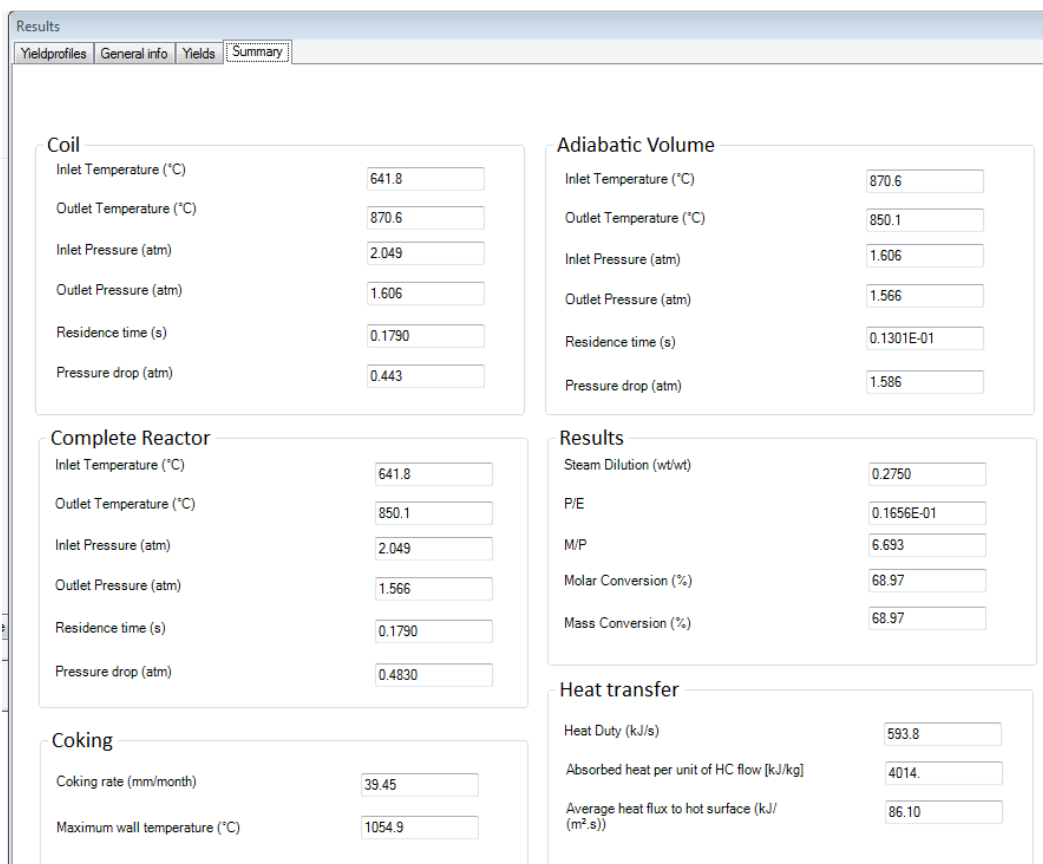 Results
Yieldprofiles General info Yields Summary
Coil
Inlet Temperature (°C) 641.8
Outlet Temperature (°C) 870.6
Inlet Pressure (atm) 2.049
Outlet Pressure (atm) 1.606
Residence time (s) 0.1790
Pressure drop (atm) 0.443
Adiabatic Volume
Inlet Temperature (°C) 870.6
Outlet Temperature (°C) 850.1
Inlet Pressure (atm) 1.606
Outlet Pressure (atm) 1.566
Residence time (s) 0.1301E-01
Pressure drop (atm) 1.586
Complete Reactor
Inlet Temperature (°C) 641.8
Outlet Temperature (°C) 850.1
Inlet Pressure (atm) 2.049
Outlet Pressure (atm) 1.566
Residence time (s) 0.1790
Pressure drop (atm) 0.4830
Results
Steam Dilution (wt/wt) 0.2750
P/E 0.1656E-01
M/P 6.693
Molar Conversion (%) 68.97
Mass Conversion (%) 68.97
Coking
Coking rate (mm/month) 39.45
Maximum wall temperature (°C) 1054.9
Heat transfer
Heat Duty (kJ/s) 593.8
Absorbed heat per unit of HC flow [kJ/kg] 4014.
Average heat flux to hot surface (kJ/
(m².s)) 86.10